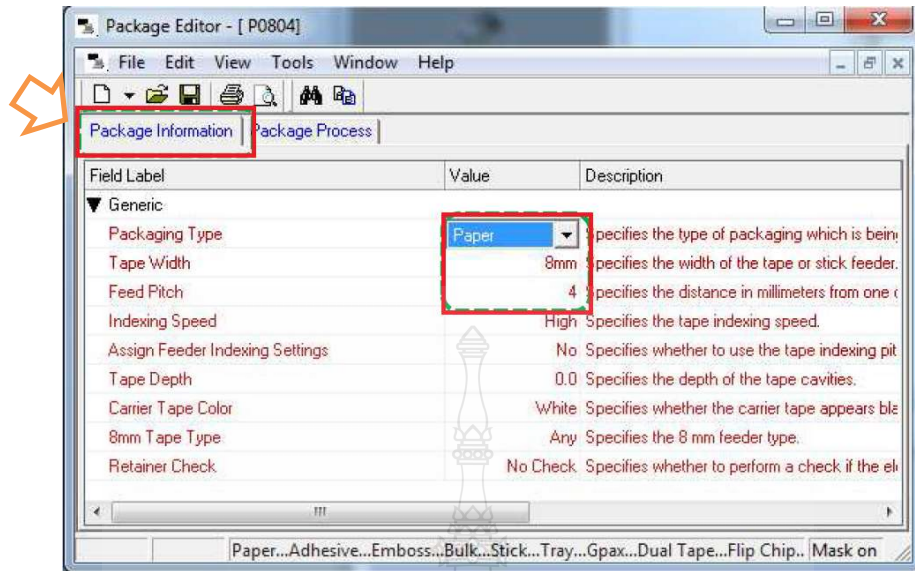 Package Editor - [ P0804]
File Edit View Tools Window Help
Package Information Package Process
Field Label Value Description
Generic
Packaging Type Paper Specifies the type of packaging which is being
Tape Width 8mm Specifies the width of the tape or stick feeder.
Feed Pitch 4 Specifies the distance in millimeters from one
Indexing Speed High Specifies the tape indexing speed.
Assign Feeder Indexing Settings No Specifies whether to use the tape indexing pit
Tape Depth 0.0 Specifies the depth of the tape cavities.
Carrier Tape Color White Specifies whether the carrier tape appears bla
8mm Tape Type Any Specifies the 8 mm feeder type.
Retainer Check No Check Specifies whether to perform a check if the
Paper...Adhesive...Emboss...Bulk...Stick...Tray...Gpax...Dual Tape...Flip Chip.. Mask on